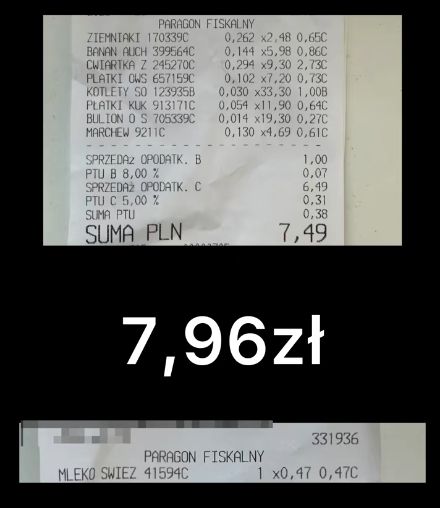 PARAGON FISKALNY
ZIEMNIAKI 170339C 0,262 x2,48 0,65C
BANAN AUCH 399564C 0,144 x5,98 0,86C
CWIARTKA Z 245270C 0,294 x9,30 2,73C
PŁATKI OWS 657159C 0,102 x7,20 0,73C
KOTLETY SO 123935B 0,030 x33,30 1,00B
PŁATKI KUK 913171C 0,054 x11,90 0,64C
BULION O S 705339C 0,014 x19,30 0,27C
MARCHEW 9211C 0,130 x4,69 0,61C
- - - - - - - - - - - - - - - - - - - -
SPRZEDAŻ OPODATK. B 1,00
PTU B 8,00 % 0,07
SPRZEDAŻ OPODATK. C 6,49
PTU C 5,00 % 0,31
SUMA PTU 0,38
SUMA PLN 7,49
7,96zł
331936
PARAGON FISKALNY
MLEKO SWIEZ 41594C 1 x0,47 0,47C